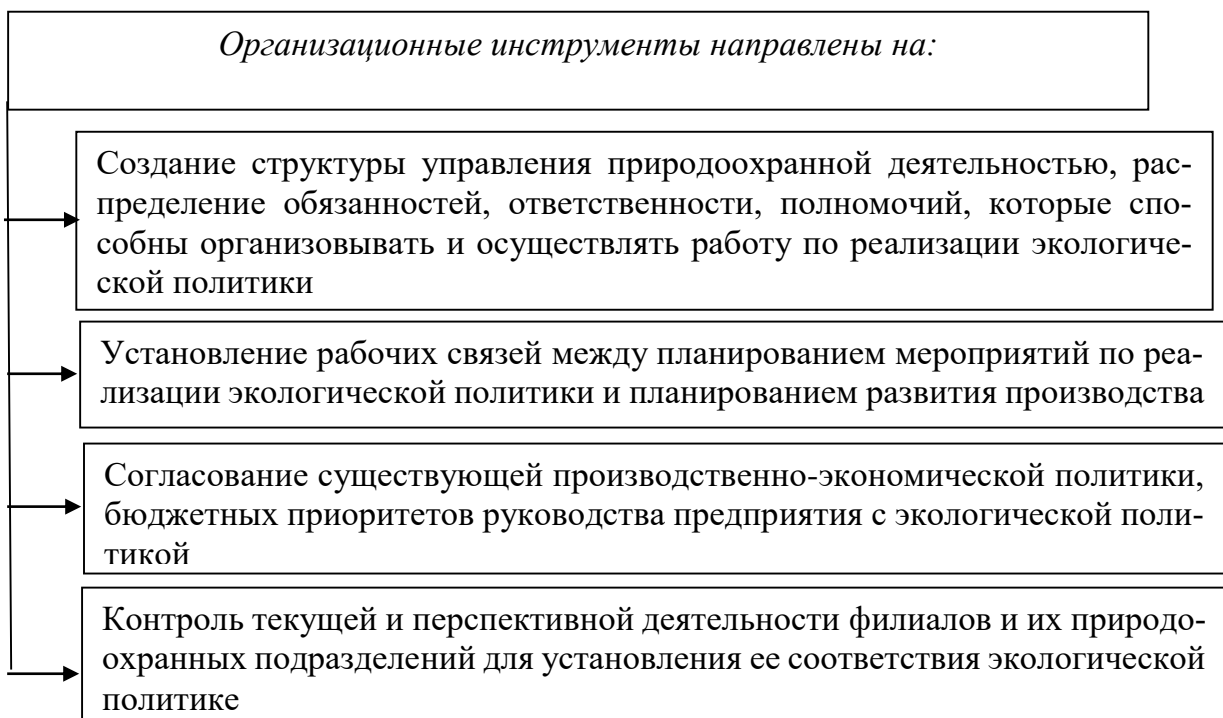 Организационные инструменты направлены на:
Создание структуры управления природоохранной деятельностью, рас-
пределение обязанностей, ответственности, полномочий, которые спо-
собны организовывать и осуществлять работу по реализации экологиче-
ской политики
Установление рабочих связей между планированием мероприятий по реа-
лизации экологической политики и планированием развития производства
Согласование существующей производственно-экономической политики,
бюджетных приоритетов руководства предприятия с экологической поли-
тикой
Контроль текущей и перспективной деятельности филиалов и их природо-
охранных подразделений для установления ее соответствия экологической
политике